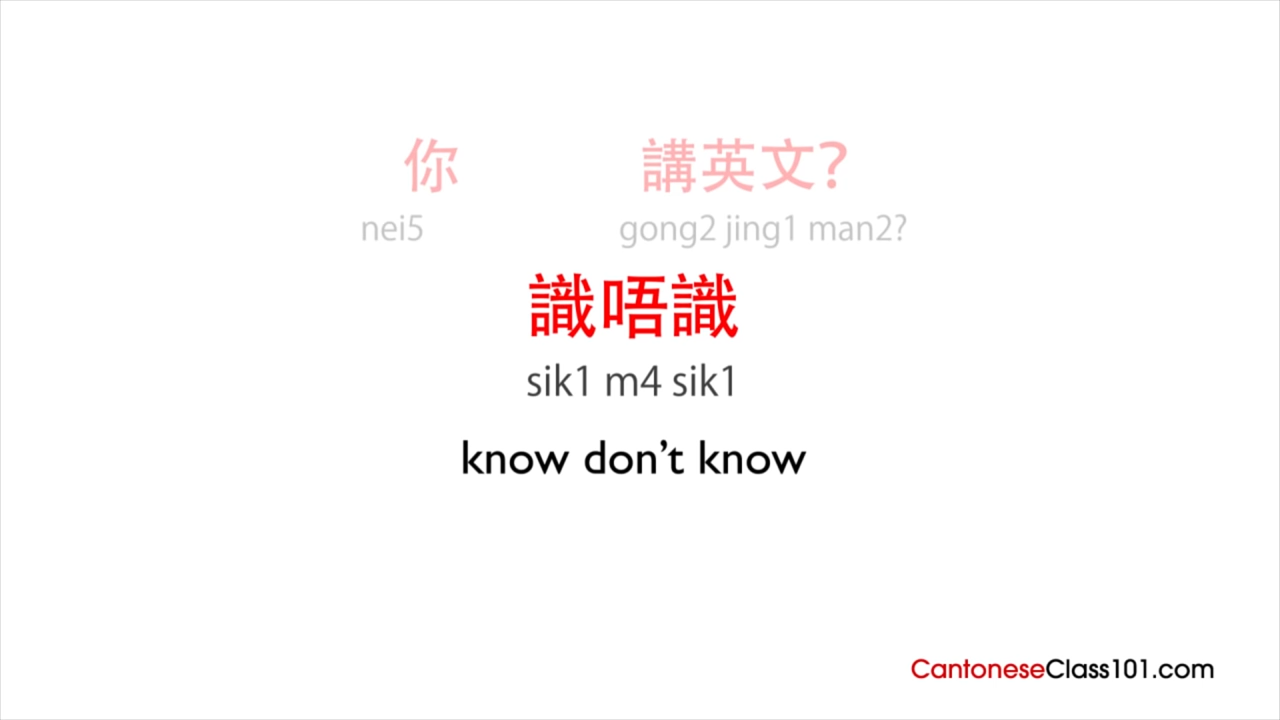 你 講英文?
nei5 gong2 jing1 man2?
識唔識
sik1 m4 sik1
know don't know
CantoneseClass101.com